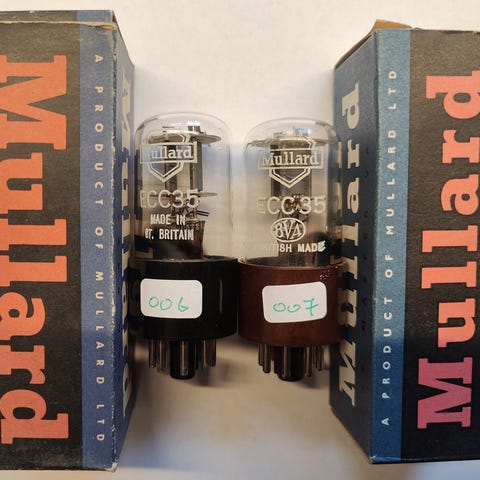 Mullard
A PRODUCT OF MULLARD LTD
Mullard
ECC35
MADE IN
GT. BRITAIN
006
Mullard
ECC35
BVA
BRITISH MADE
007
Mullard
A PRODUCT OF MULLARD LTD
Mullard